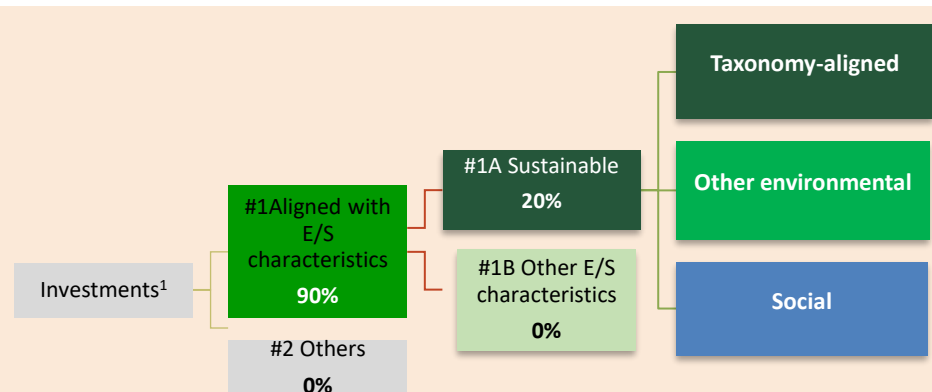 Investments¹
#1Aligned with
E/S
characteristics
90%
#2 Others
0%
#1A Sustainable
20%
#1B Other E/S
characteristics
0%
Taxonomy-aligned
Other environmental
Social